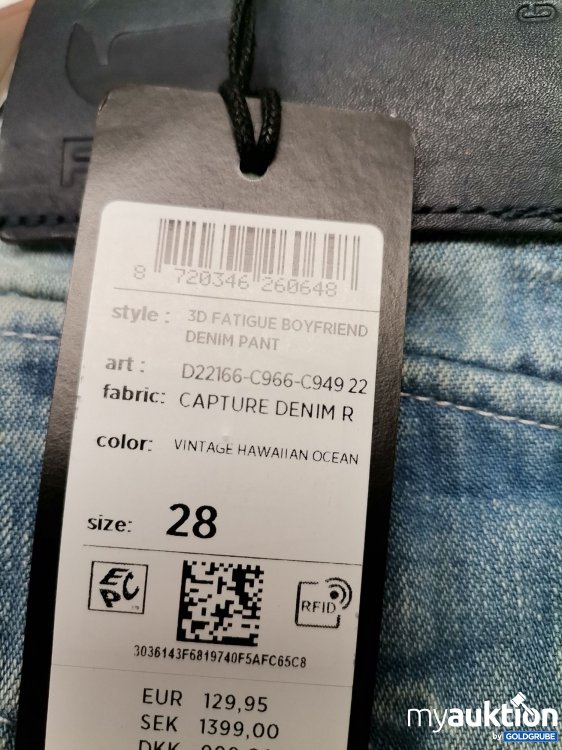 8 720346 260648
style : 3D FATIGUE BOYFRIEND
DENIM PANT
art : D22166-C966-C949 22
fabric: CAPTURE DENIM R
color: VINTAGE HAWAIIAN OCEAN
size: 28
EPC
RFID
3036143F6819740F5AFC65C8
EUR 129,95
SEK 1399,00
DKK
myauktion
by GOLDGRUBE